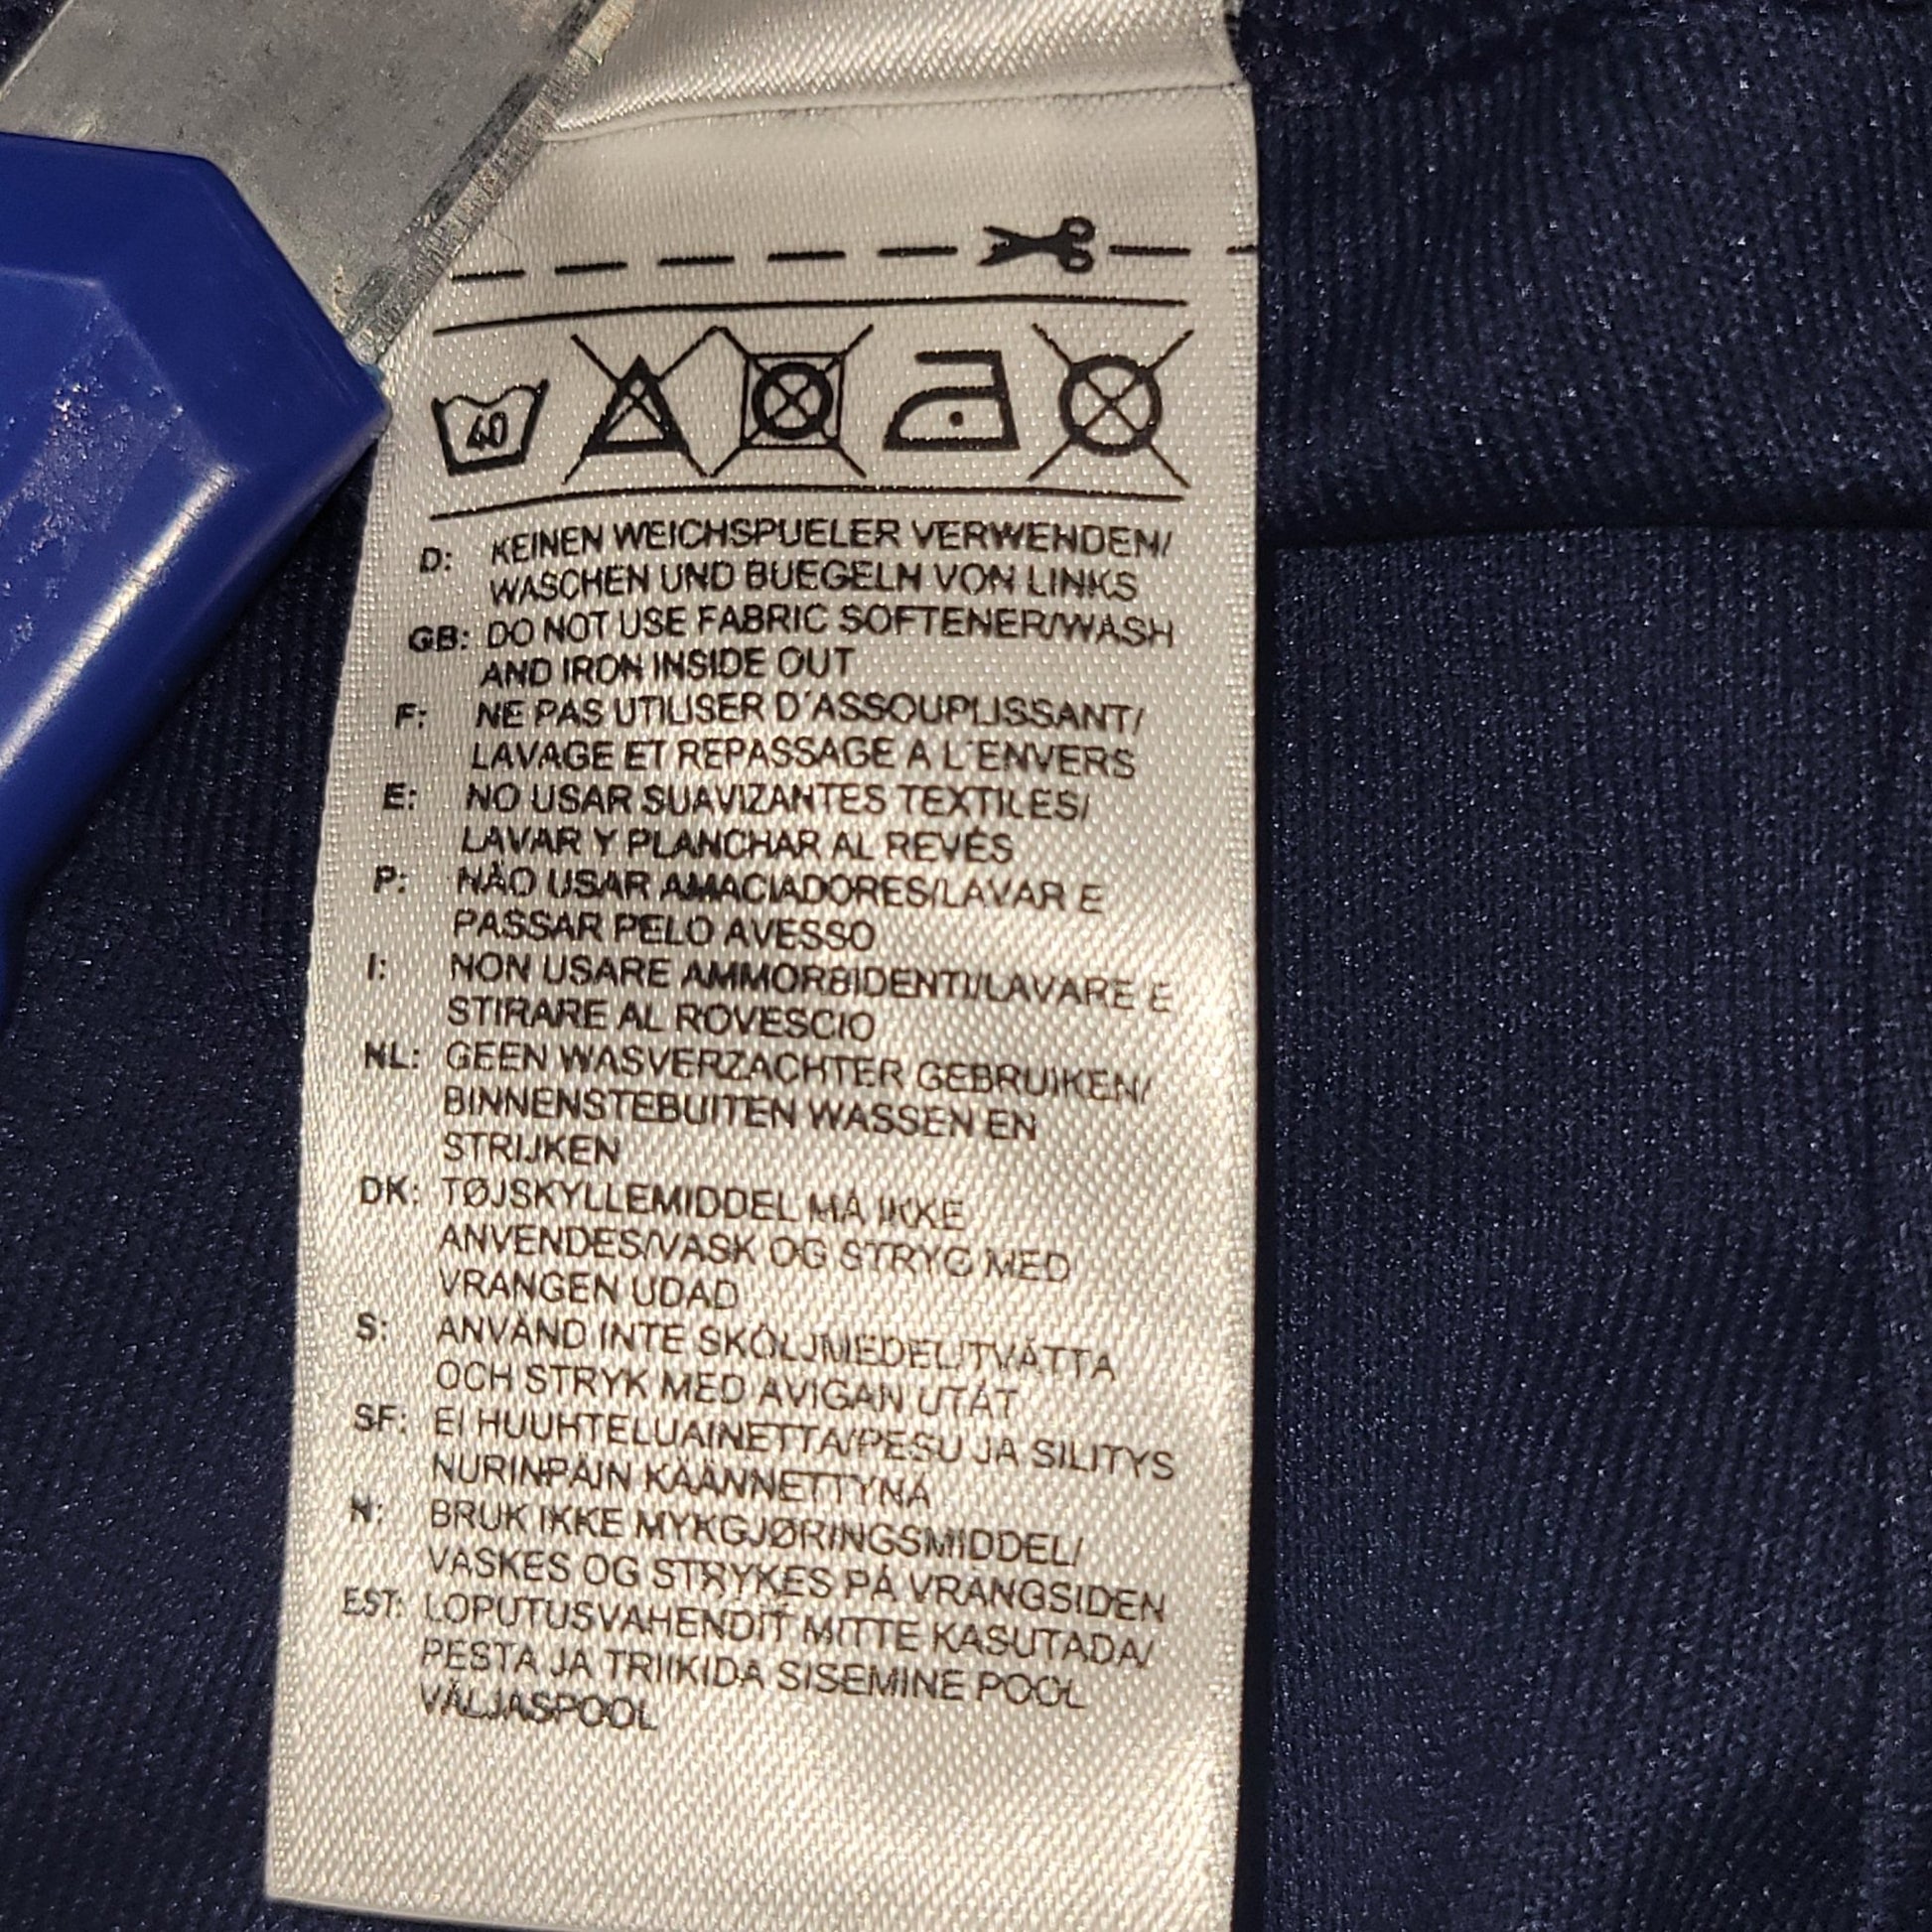 40
D: KEINEN WEICHSPUELER VERWENDEN/
WASCHEN UND BUEGELN VON LINKS
GB: DO NOT USE FABRIC SOFTENER/WASH
AND IRON INSIDE OUT
F: NE PAS UTILISER D'ASSOUPLISSANT/
LAVAGE ET REPASSAGE A L'ENVERS
E: NO USAR SUAVIZANTES TEXTILES/
LAVAR Y PLANCHAR AL REVÉS
P: NÃO USAR AMACIADORES/LAVAR E
PASSAR PELO AVESSO
I: NON USARE AMMORBIDENTI/LAVARE E
STIRARE AL ROVESCIO
NL: GEEN WASVERZACHTER GEBRUIKEN/
BINNENSTEBUITEN WASSEN EN
STRIJKEN
DK: TØJSKYLLEMIDDEL MÅ IKKE
ANVENDES/VASK OG STRYG MED
VRANGEN UDAD
S: ANVÄND INTE SKÖLJMEDEL/TVÄTTA
OCH STRYK MED AVIGAN UTÅT
SF: EI HUUHTELUAINETTA/PESU JA SILITYS
NURINPÄIN KÄÄNNETTYNÄ
N: BRUK IKKE MYKGJØRINGSMIDDEL/
VASKES OG STRYKES PÅ VRANGSIDEN
EST: LOPUTUSVAHENDIT MITTE KASUTADA/
PESTA JA TRIIKIDA SISEMINE POOL
VÄLJASPOOL